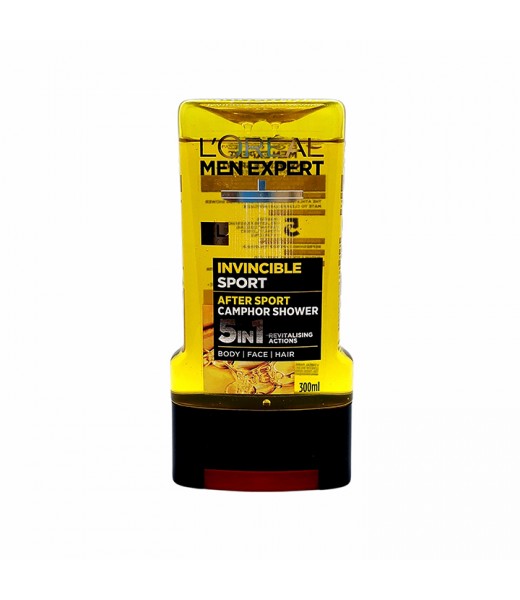 L'ORÉAL
MEN EXPERT
INVINCIBLE
SPORT
AFTER SPORT
CAMPHOR SHOWER
5IN1 REVITALISING
ACTIONS
BODY | FACE | HAIR
300ml